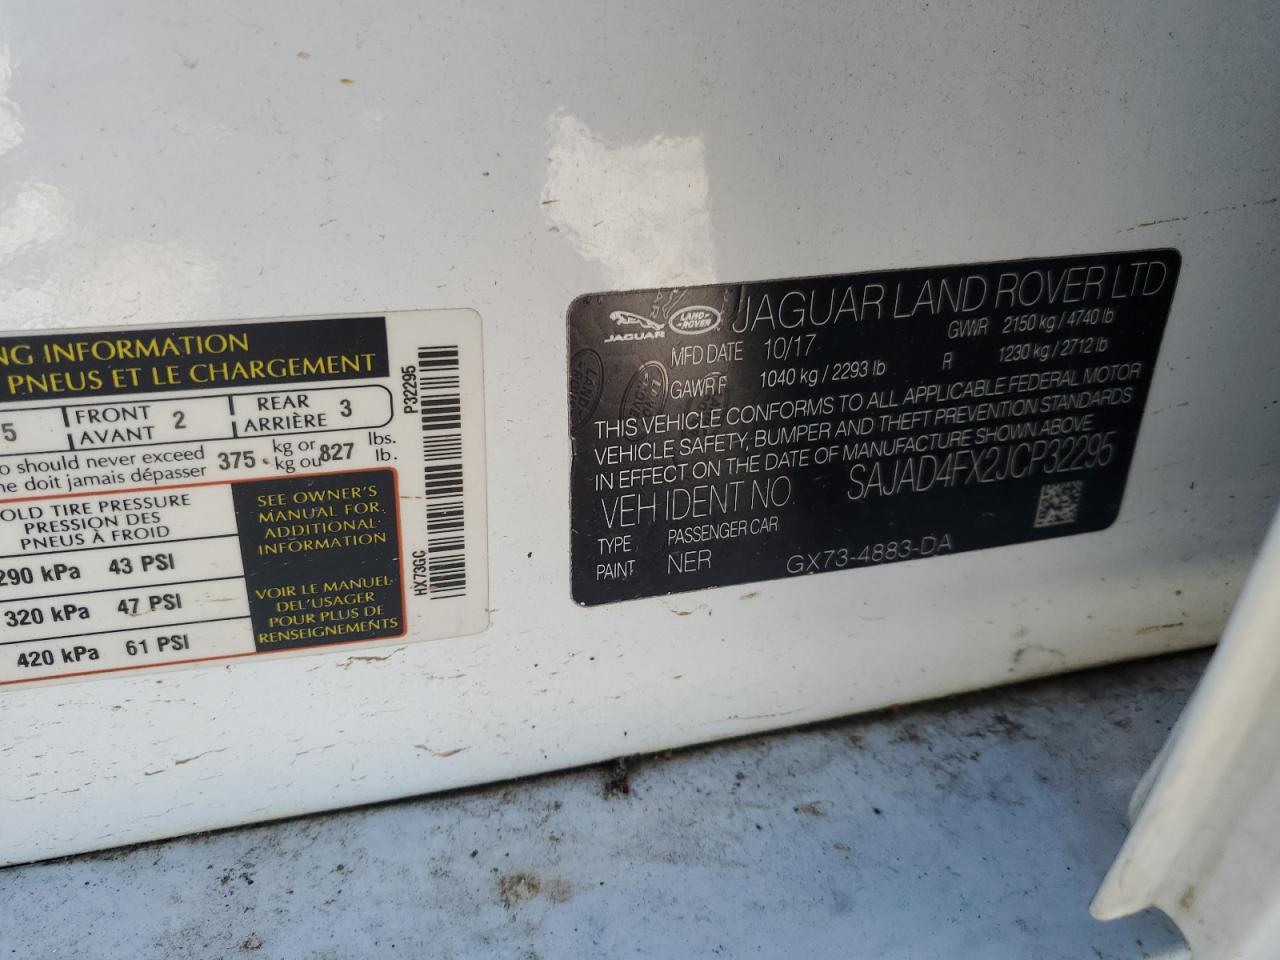 NG INFORMATION
PNEUS ET LE CHARGEMENT
5 FRONT AVANT 2 REAR ARRIÈRE 3
o should never exceed
ne doit jamais dépasser
375 kg or kg ou 827 lbs. lb.
OLD TIRE PRESSURE
PRESSION DES
PNEUS À FROID
290 kPa 43 PSI
320 kPa 47 PSI
420 kPa 61 PSI
SEE OWNER'S
MANUAL FOR
ADDITIONAL
INFORMATION
VOIR LE MANUEL
DEL'USAGER
POUR PLUS DE
RENSEIGNEMENTS
P32295
HX73GC
JAGUAR
LAND-ROVER
JAGUAR LAND ROVER LTD
MFD DATE 10/17 GVWR 2150 kg / 4740 lb
GAWR F 1040 kg / 2293 lb R 1230 kg / 2712 lb
THIS VEHICLE CONFORMS TO ALL APPLICABLE FEDERAL MOTOR
VEHICLE SAFETY, BUMPER AND THEFT PREVENTION STANDARDS
IN EFFECT ON THE DATE OF MANUFACTURE SHOWN ABOVE
VEH IDENT NO. SAJAD4FX2JCP32295
TYPE PASSENGER CAR
PAINT NER GX73-4883-DA